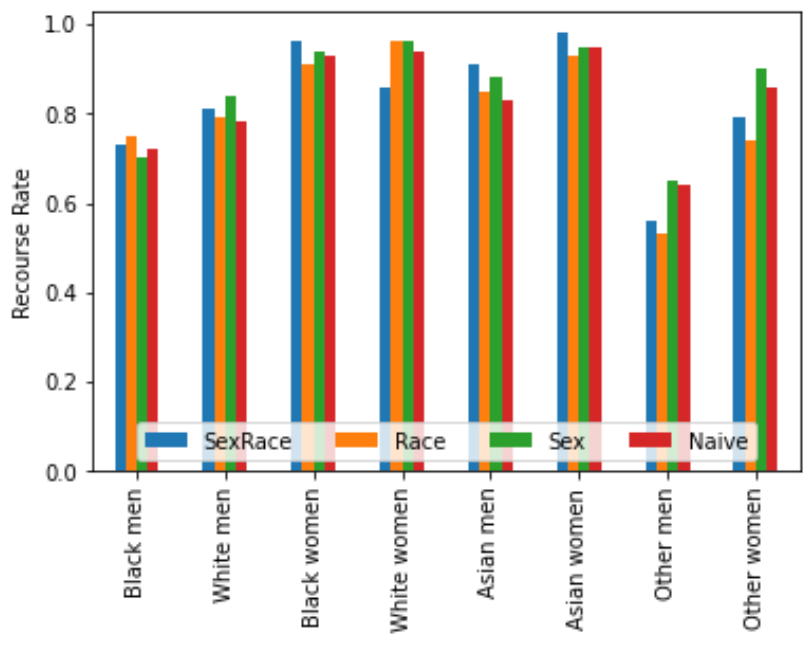 Recourse Rate
1.0
0.8
0.6
0.4
0.2
0.0
SexRace Race Sex Naive
Black men
White men
Black women
White women
Asian men
Asian women
Other men
Other women